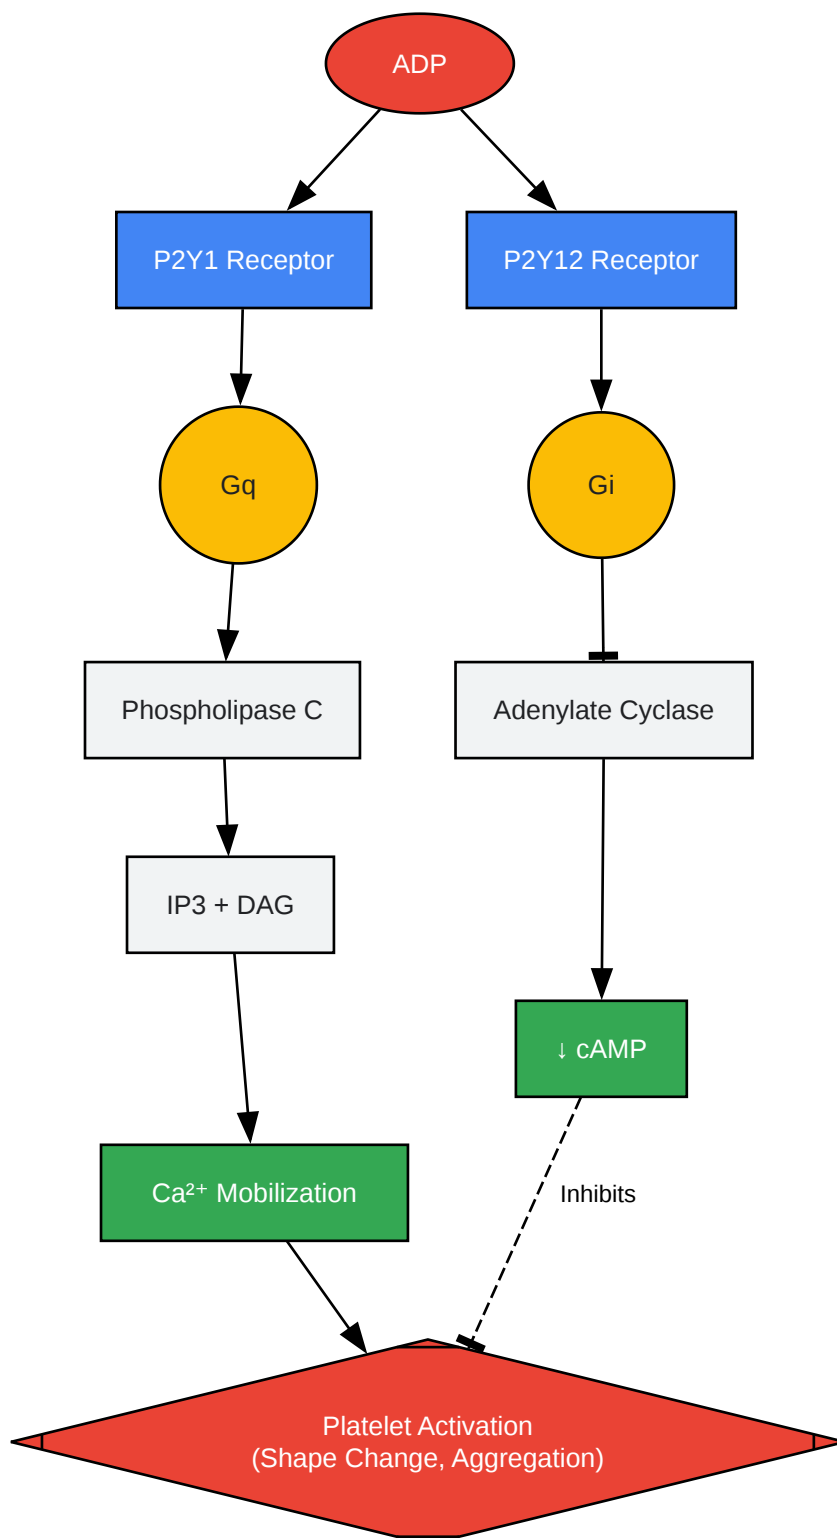 ADP
P2Y1 Receptor
P2Y12 Receptor
Gq
Gi
Phospholipase C
Adenylate Cyclase
IP3 + DAG
↓ cAMP
Ca²⁺ Mobilization
Inhibits
Platelet Activation
(Shape Change, Aggregation)